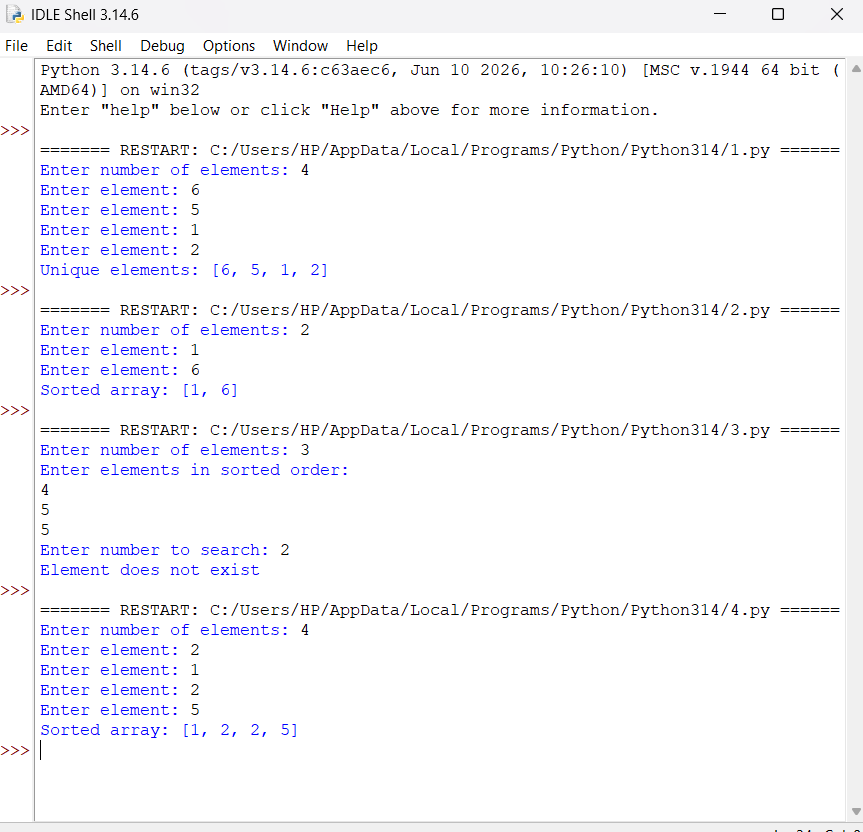 IDLE Shell 3.14.6
File Edit Shell Debug Options Window Help
Python 3.14.6 (tags/v3.14.6:c63aec6, Jun 10 2026, 10:26:10) [MSC v.1944 64 bit (
AMD64)] on win32
Enter "help" below or click "Help" above for more information.
>>>
======= RESTART: C:/Users/HP/AppData/Local/Programs/Python/Python314/1.py ======
Enter number of elements: 4
Enter element: 6
Enter element: 5
Enter element: 1
Enter element: 2
Unique elements: [6, 5, 1, 2]
>>>
======= RESTART: C:/Users/HP/AppData/Local/Programs/Python/Python314/2.py ======
Enter number of elements: 2
Enter element: 1
Enter element: 6
Sorted array: [1, 6]
>>>
======= RESTART: C:/Users/HP/AppData/Local/Programs/Python/Python314/3.py ======
Enter number of elements: 3
Enter elements in sorted order:
4
5
5
Enter number to search: 2
Element does not exist
>>>
======= RESTART: C:/Users/HP/AppData/Local/Programs/Python/Python314/4.py ======
Enter number of elements: 4
Enter element: 2
Enter element: 1
Enter element: 2
Enter element: 5
Sorted array: [1, 2, 2, 5]
>>>